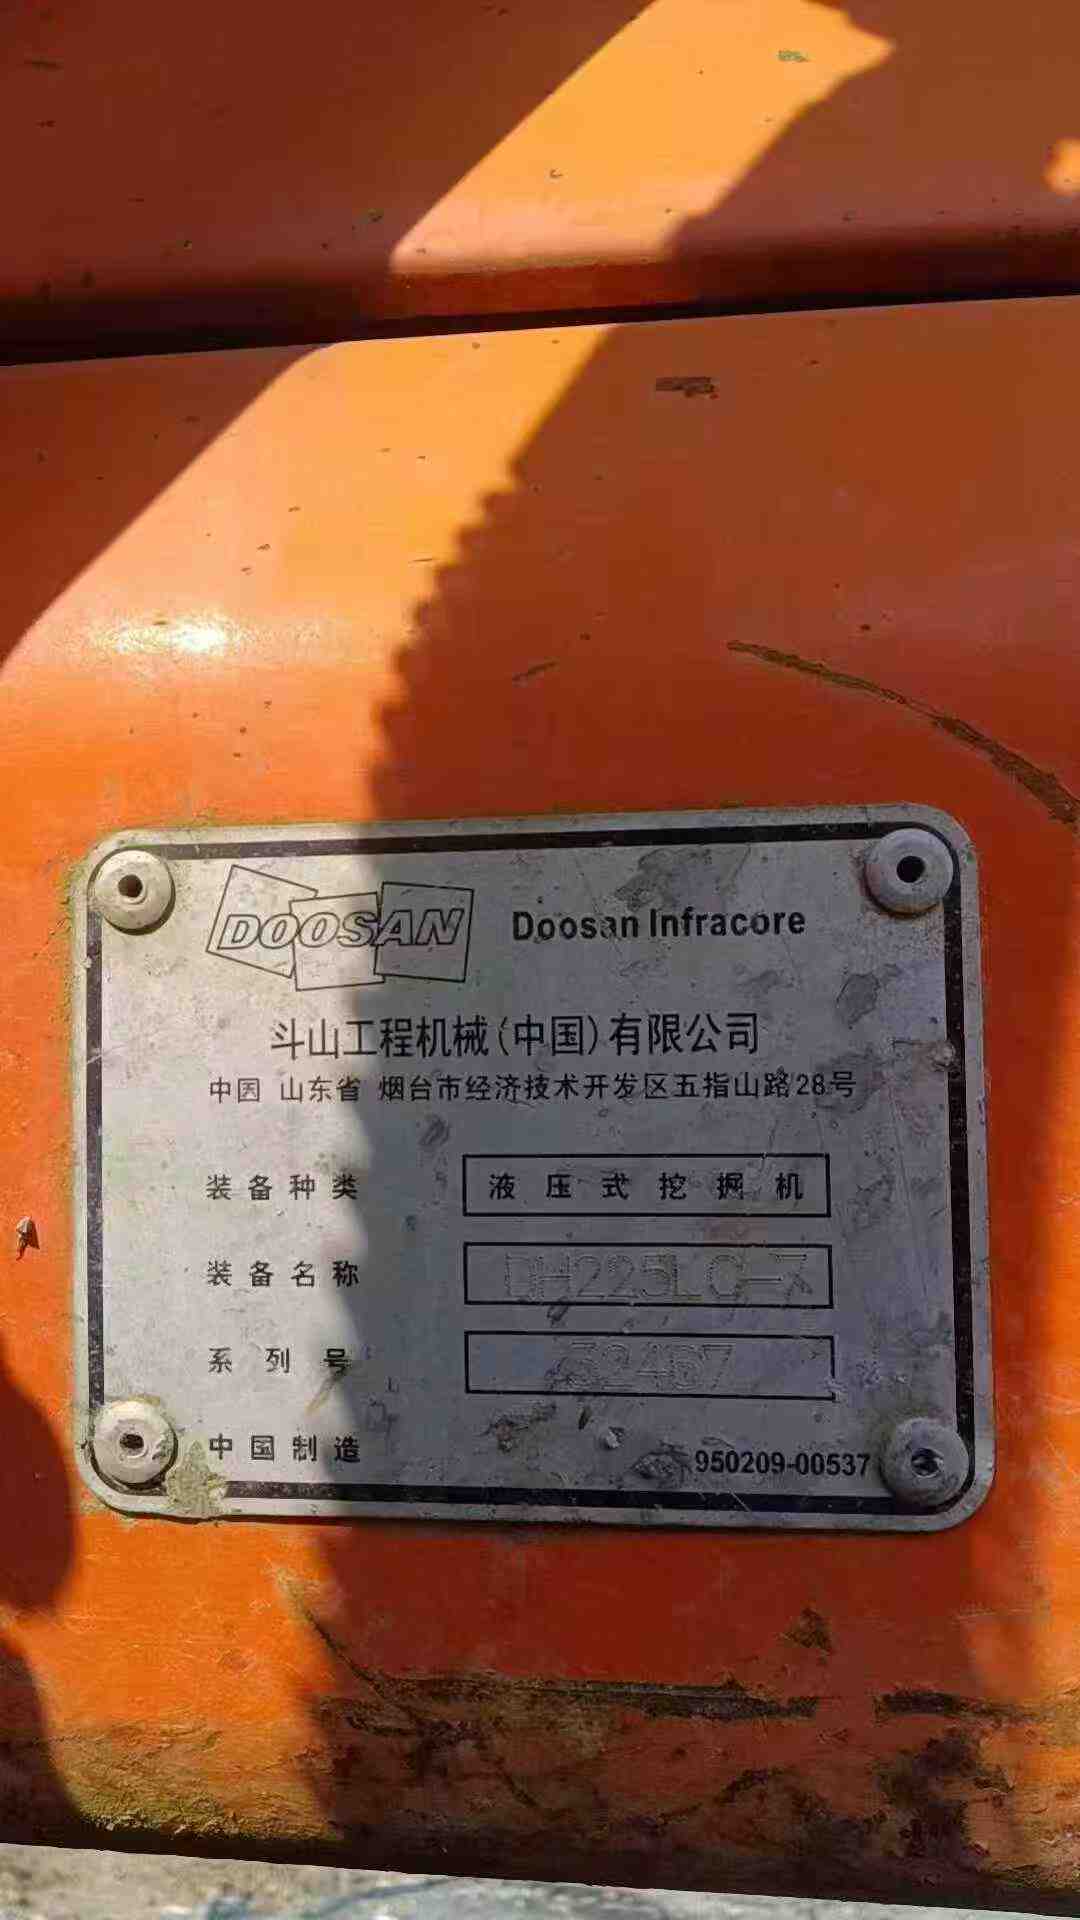 DOOSAN Doosan Infracore
斗山工程机械(中国)有限公司
中国 山东省 烟台市经济技术开发区五指山路28号
装备种类 液压式挖掘机
装备名称 DH225LC-7
系列号 32467
中国制造 950209-00537